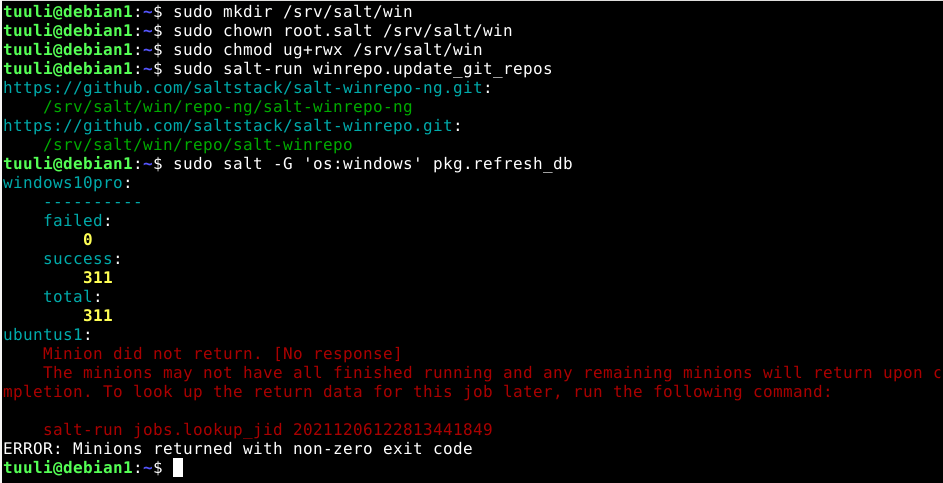 tuuli@debian1:~$ sudo mkdir /srv/salt/win
tuuli@debian1:~$ sudo chown root.salt /srv/salt/win
tuuli@debian1:~$ sudo chmod ug+rwx /srv/salt/win
tuuli@debian1:~$ sudo salt-run winrepo.update_git_repos
https://github.com/saltstack/salt-winrepo-ng.git:
    /srv/salt/win/repo-ng/salt-winrepo-ng
https://github.com/saltstack/salt-winrepo.git:
    /srv/salt/win/repo/salt-winrepo
tuuli@debian1:~$ sudo salt -G 'os:windows' pkg.refresh_db
windows10pro:
    ----------
    failed:
        0
    success:
        311
    total:
        311
ubuntus1:
    Minion did not return. [No response]
    The minions may not have all finished running and any remaining minions will return upon c
mpletion. To look up the return data for this job later, run the following command:

    salt-run jobs.lookup_jid 20211206122813441849
ERROR: Minions returned with non-zero exit code
tuuli@debian1:~$